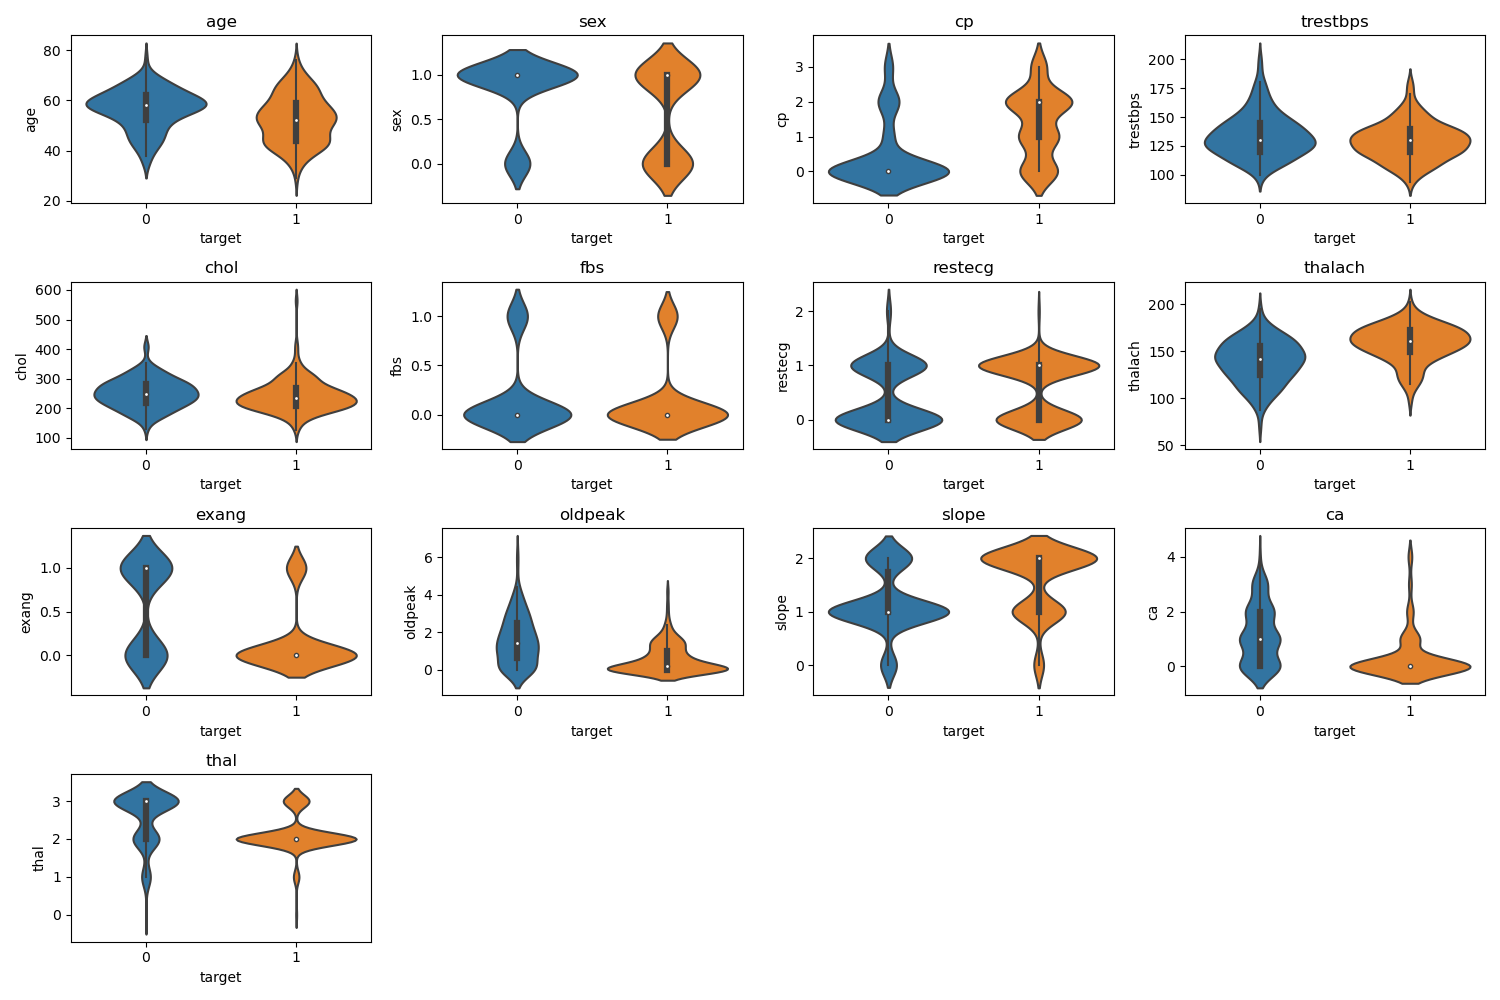 age
sex
cp
trestbps
80
60
40
20
age
0
1
target
1.0
0.5
0.0
sex
0
1
target
3
2
1
0
cp
0
1
target
200
175
150
125
100
trestbps
0
1
target
chol
fbs
restecg
thalach
600
500
400
300
200
100
chol
0
1
target
1.0
0.5
0.0
fbs
0
1
target
2
1
0
restecg
0
1
target
200
150
100
50
thalach
0
1
target
exang
oldpeak
slope
ca
1.0
0.5
0.0
exang
0
1
target
6
4
2
0
oldpeak
0
1
target
2
1
0
slope
0
1
target
4
2
0
ca
0
1
target
thal
3
2
1
0
thal
0
1
target